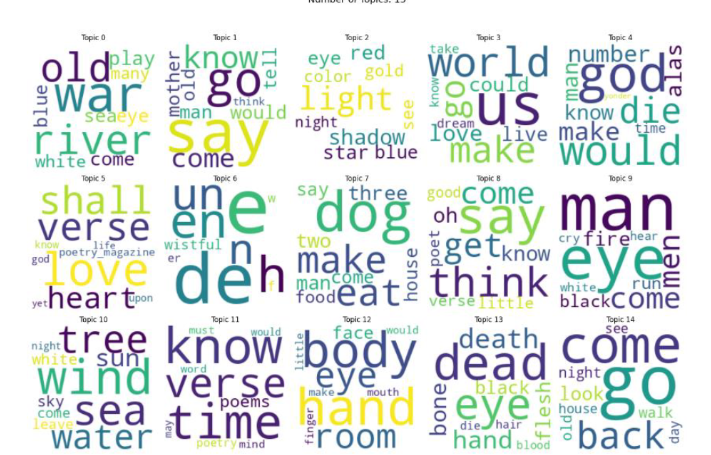 Number of Topics: 15
Topic 0 Topic 1 Topic 2 Topic 3 Topic 4
old play many war blue sea eye river white come
know tell mother old go think man would say come
eye red color gold light see night shadow star blue
take world know go could us dream love live make
number alas man god know die make time would
Topic 5 Topic 6 Topic 7 Topic 8 Topic 9
shall verse know life god poetry_magazine love heart yet upon
un en e w wistful n er de h f
say three dog two make man come house food eat
good come oh say poet get know think verse little
man cry fire hear eye men white run black come
Topic 10 Topic 11 Topic 12 Topic 13 Topic 14
night tree white sun wind sky come sea leave water
must would know word verse poems time may poetry mind
little face would body eye make mouth hand finger room
death dead black bone eye flesh die hair hand blood
see come night go look house walk old back day